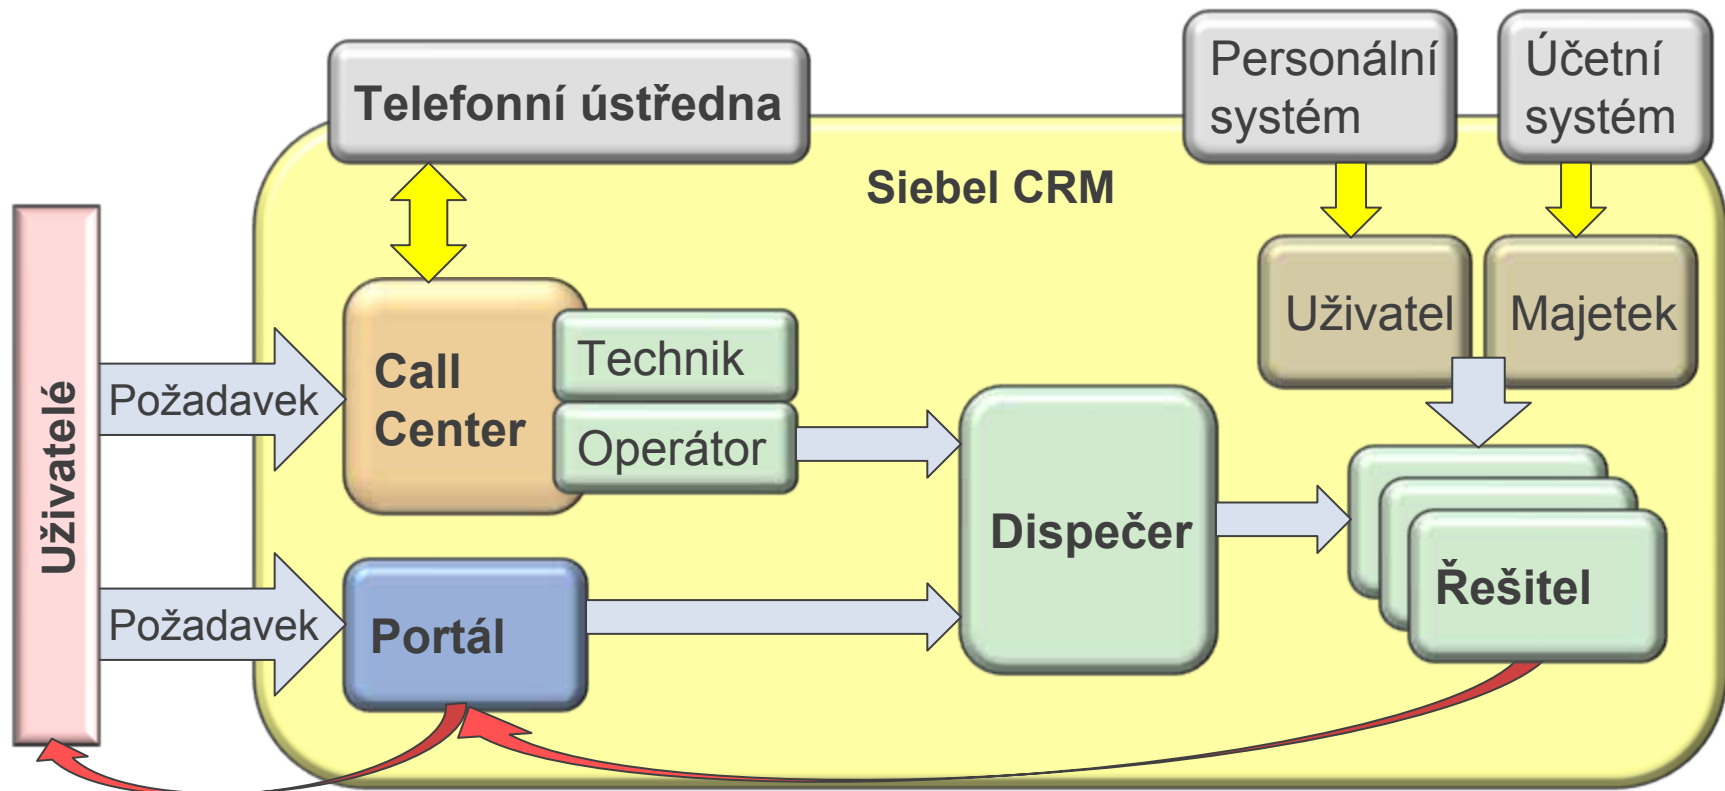 Telefonní ústředna
Personální
systém
Účetní
systém
Siebel CRM
Uživatelé
Požadavek
Call
Center
Technik
Operátor
Uživatel
Majetek
Dispečer
Řešitel
Požadavek
Portál